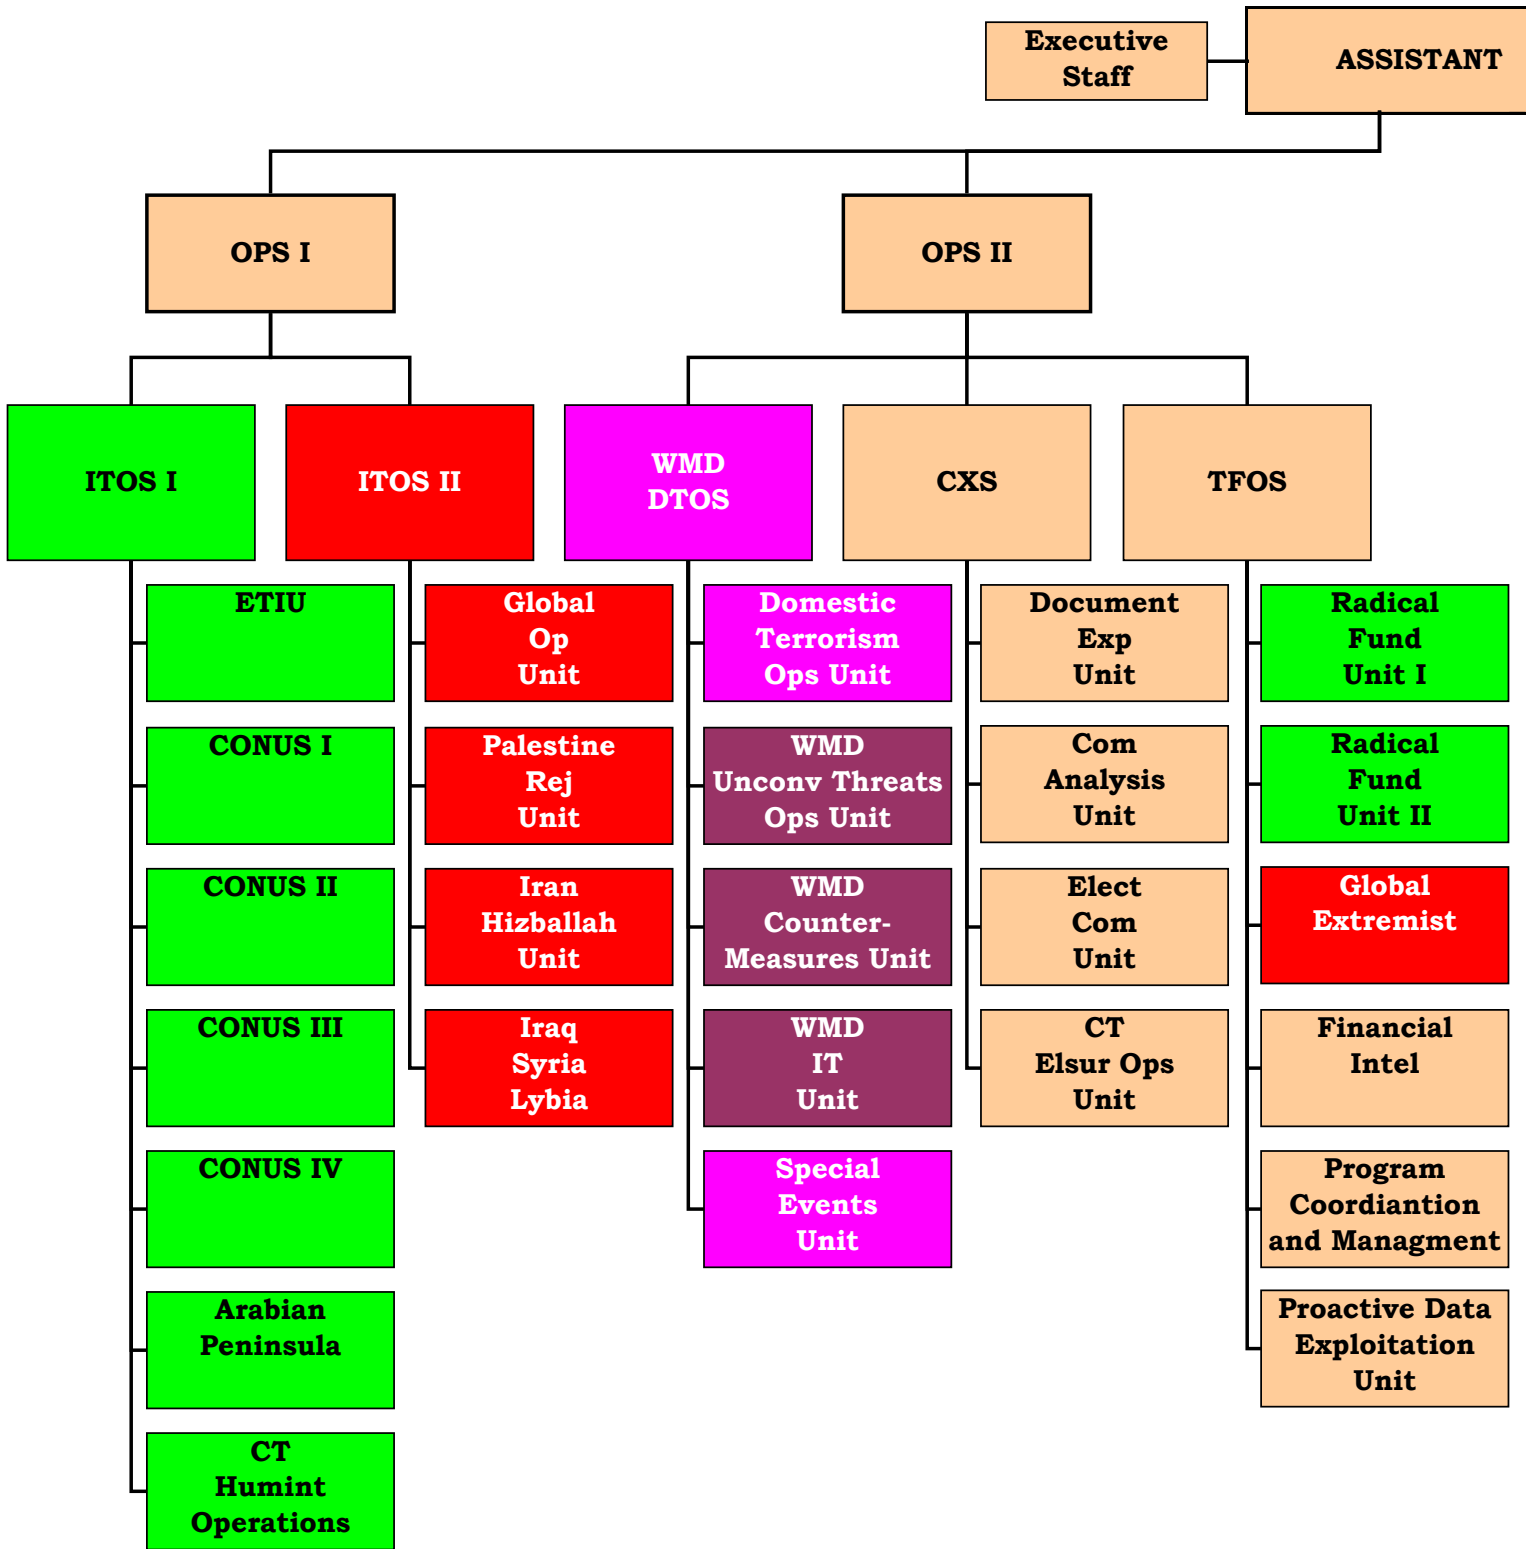 Executive
Staff
ASSISTANT
OPS I
OPS II
ITOS I
ITOS II
WMD
DTOS
CXS
TFOS
ETIU
CONUS I
CONUS II
CONUS III
CONUS IV
Arabian
Peninsula
CT
Humint
Operations
Global
Op
Unit
Palestine
Rej
Unit
Iran
Hizballah
Unit
Iraq
Syria
Lybia
Domestic
Terrorism
Ops Unit
WMD
Unconv Threats
Ops Unit
WMD
Counter-
Measures Unit
WMD
IT
Unit
Special
Events
Unit
Document
Exp
Unit
Com
Analysis
Unit
Elect
Com
Unit
CT
Elsur Ops
Unit
Radical
Fund
Unit I
Radical
Fund
Unit II
Global
Extremist
Financial
Intel
Program
Coordiantion
and Managment
Proactive Data
Exploitation
Unit